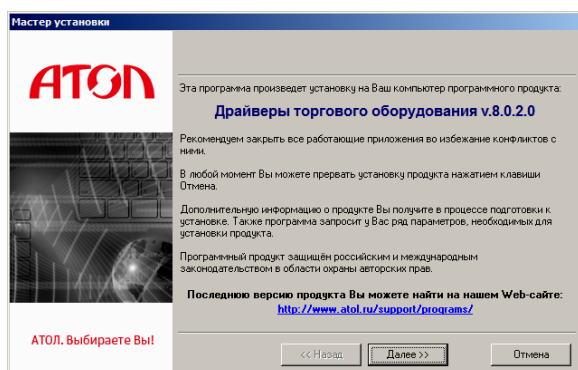 Мастер установки
АТОЛ
Эта программа произведет установку на Ваш компьютер программного продукта:
Драйверы торгового оборудования v.8.0.2.0
Рекомендуем закрыть все работающие приложения во избежание конфликтов с
ними.
В любой момент Вы можете прервать установку продукта нажатием клавиши
Отмена.
Дополнительную информацию о продукте Вы получите в процессе подготовки к
установке. Также программа запросит у Вас ряд параметров, необходимых для
установки продукта.
Программный продукт защищён российским и международным
законодательством в области охраны авторских прав.
Последнюю версию продукта Вы можете найти на нашем Web-сайте:
http://www.atol.ru/support/programs/
АТОЛ. Выбираете Вы!
<< Назад
Далее >>
Отмена